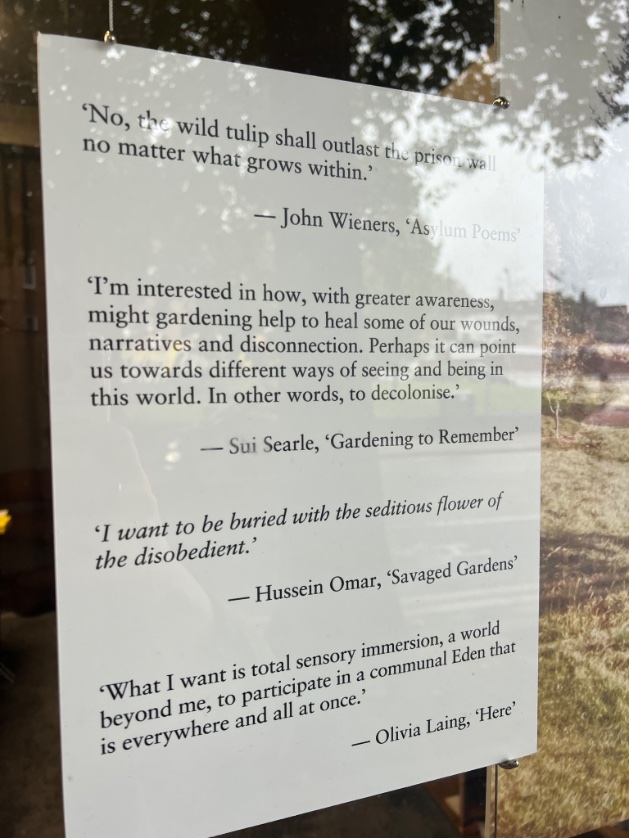 ‘No, the wild tulip shall outlast the prison wall
no matter what grows within.’
— John Wieners, ‘Asylum Poems’
‘I’m interested in how, with greater awareness,
might gardening help to heal some of our wounds,
narratives and disconnection. Perhaps it can point
us towards different ways of seeing and being in
this world. In other words, to decolonise.’
— Sui Searle, ‘Gardening to Remember’
‘I want to be buried with the seditious flower of
the disobedient.’
— Hussein Omar, ‘Savaged Gardens’
‘What I want is total sensory immersion, a world
beyond me, to participate in a communal Eden that
is everywhere and all at once.’
— Olivia Laing, ‘Here’